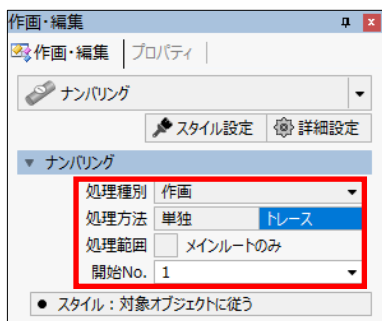 作画・編集
作画・編集 プロパティ
ナンバリング
スタイル設定 詳細設定
ナンバリング
処理種別 作画
処理方法 単独 トレース
処理範囲 メインルートのみ
開始No. 1
スタイル：対象オブジェクトに従う